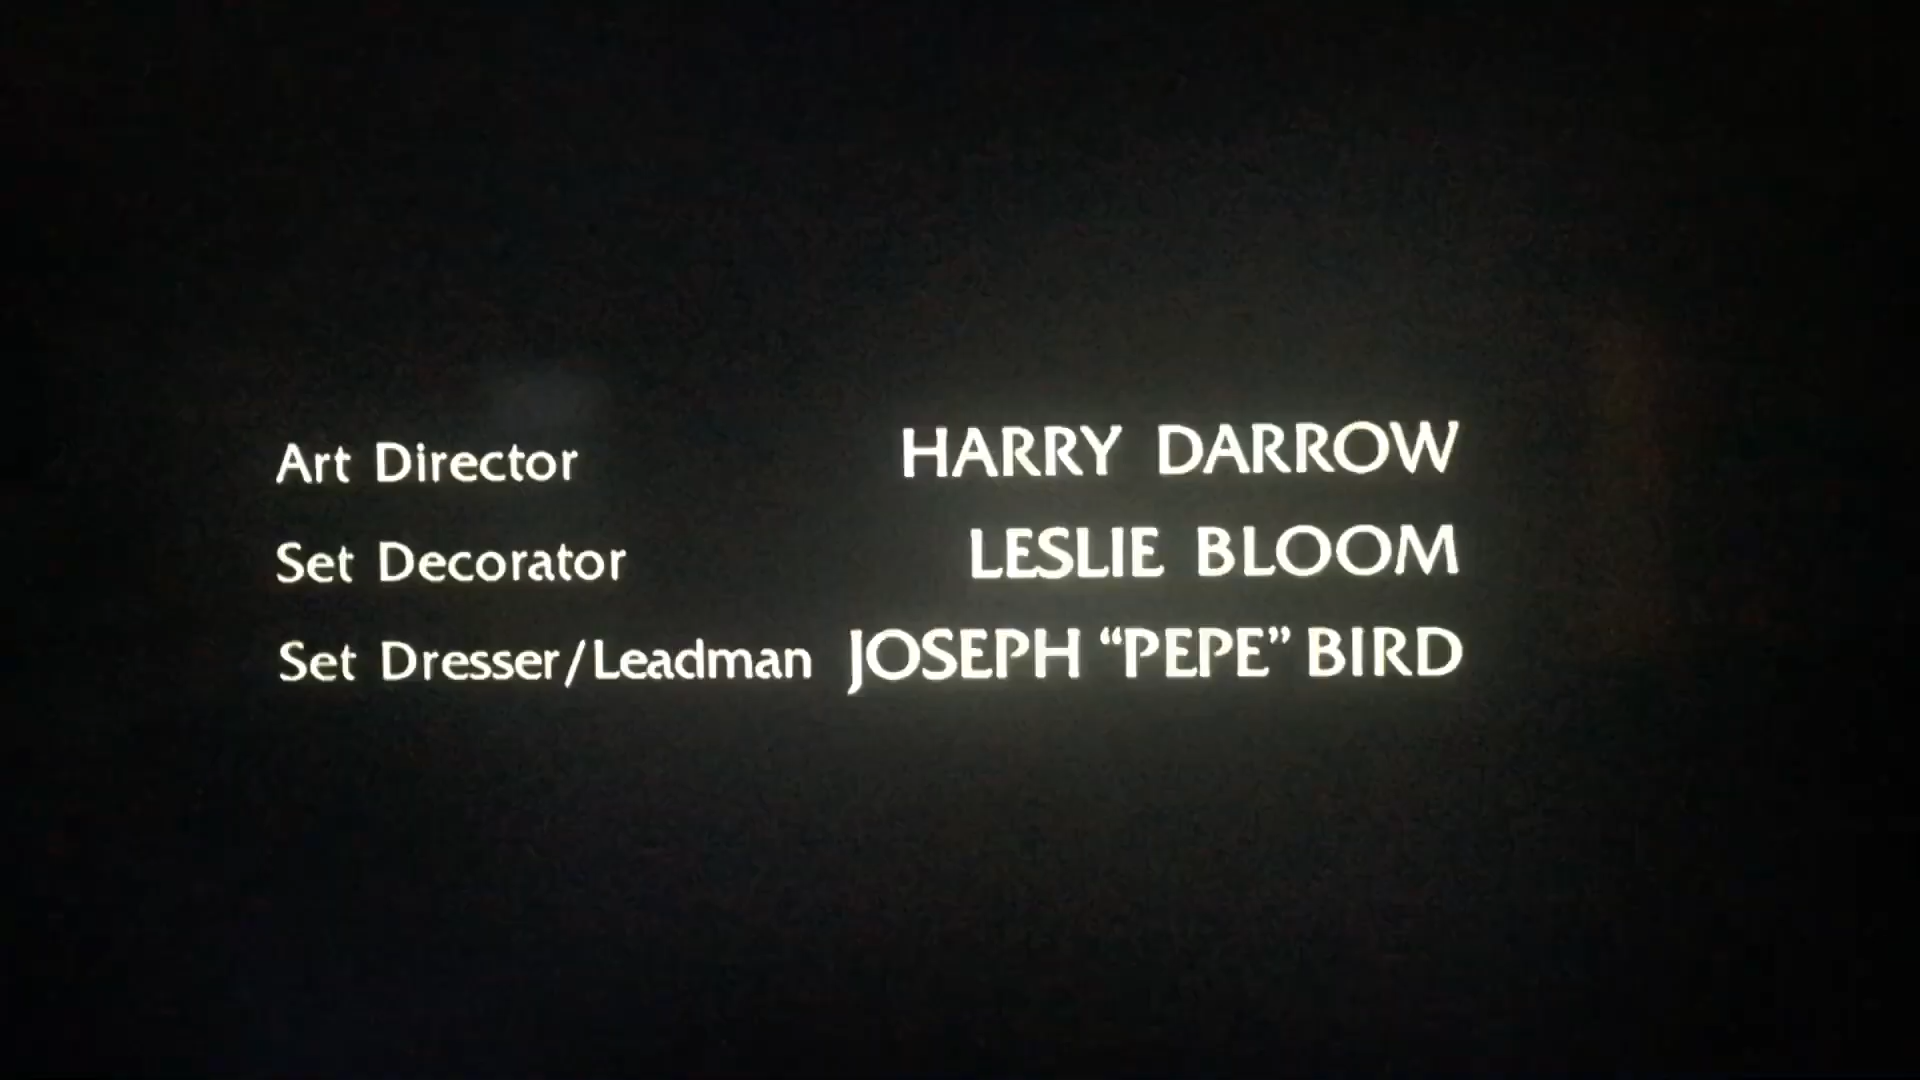 Art Director HARRY DARROW
Set Decorator LESLIE BLOOM
Set Dresser/Leadman JOSEPH “PEPE” BIRD